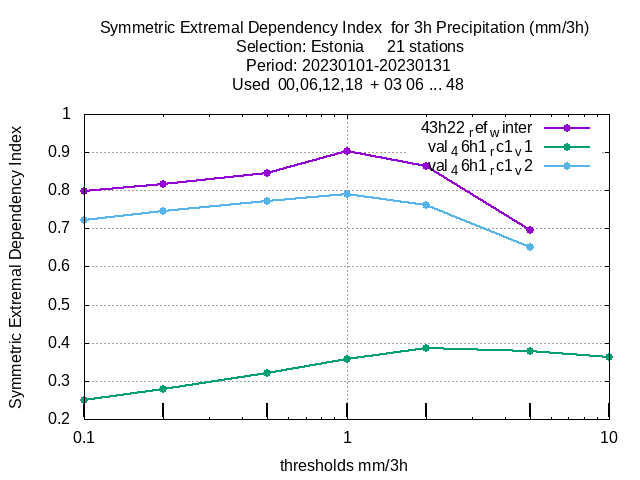 Symmetric Extremal Dependency Index  for 3h Precipitation (mm/3h)
Selection: Estonia     21 stations
Period: 20230101-20230131
Used  00,06,12,18  + 03 06 ... 48
Symmetric Extremal Dependency Index
1
0.9
0.8
0.7
0.6
0.5
0.4
0.3
0.2
43h22_ref_winter
val_46h1_rc1_v1
val_46h1_rc1_v2
0.1 1 10
thresholds mm/3h